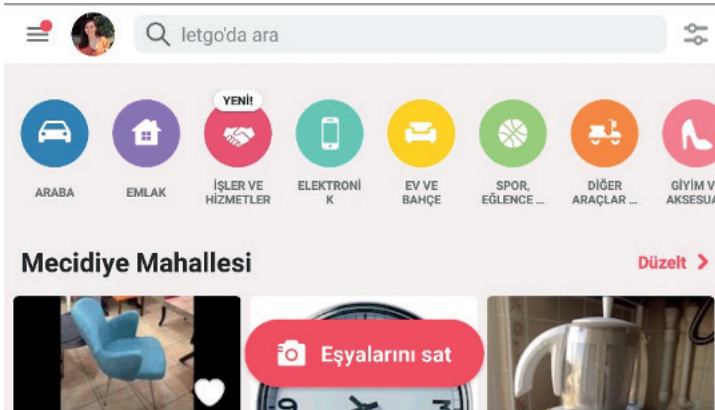 letgo'da ara
YENİ!
ARABA
EMLAK
İŞLER VE
HİZMETLER
ELEKTRONİ
K
EV VE
BAHÇE
SPOR,
EĞLENCE ...
DİĞER
ARAÇLAR ...
GİYİM V
AKSESUA
Mecidiye Mahallesi
Düzelt
Eşyalarını sat